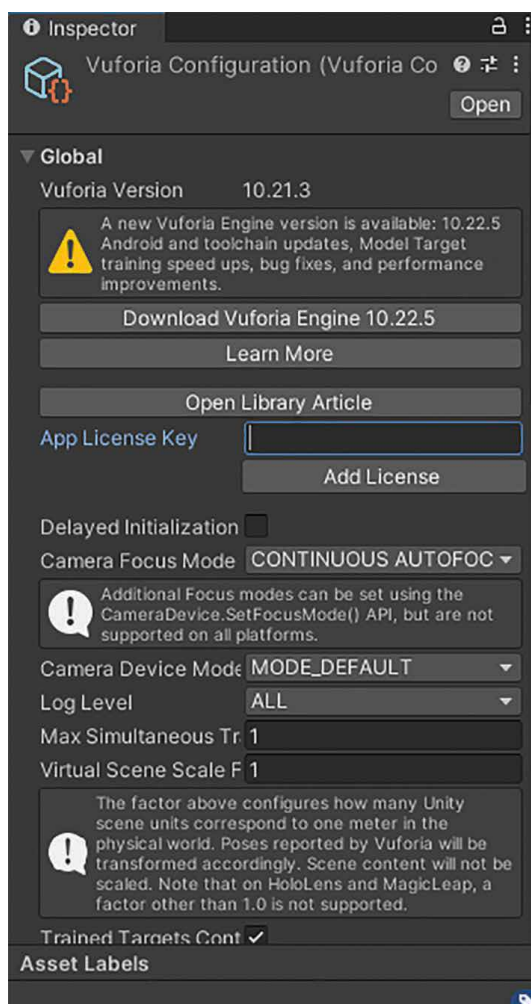 Inspector
Vuforia Configuration (Vuforia Co
Open
Global
Vuforia Version 10.21.3
A new Vuforia Engine version is available: 10.22.5
Android and toolchain updates, Model Target
training speed ups, bug fixes, and performance
improvements.
Download Vuforia Engine 10.22.5
Learn More
Open Library Article
App License Key
Add License
Delayed Initialization
Camera Focus Mode CONTINUOUS AUTOFOC
Additional Focus modes can be set using the
CameraDevice.SetFocusMode() API, but are not
supported on all platforms.
Camera Device Mode MODE_DEFAULT
Log Level ALL
Max Simultaneous Tr 1
Virtual Scene Scale F 1
The factor above configures how many Unity
scene units correspond to one meter in the
physical world. Poses reported by Vuforia will be
transformed accordingly. Scene content will not be
scaled. Note that on HoloLens and MagicLeap, a
factor other than 1.0 is not supported.
Trained Targets Cont
Asset Labels